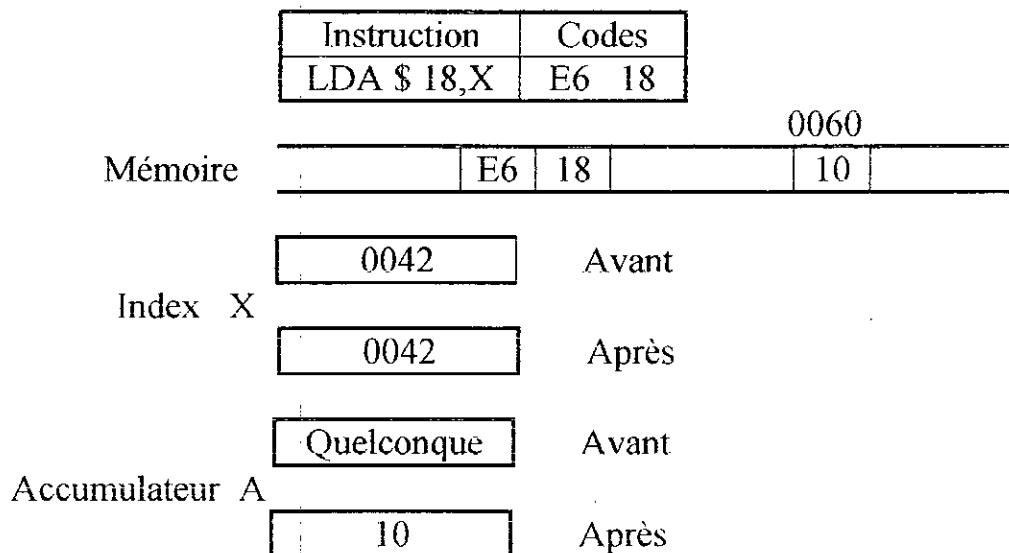 Instruction Codes
LDA $ 18,X E6 18
0060
Mémoire E6 18 10
0042 Avant
Index X
0042 Après
Quelconque Avant
Accumulateur A
10 Après